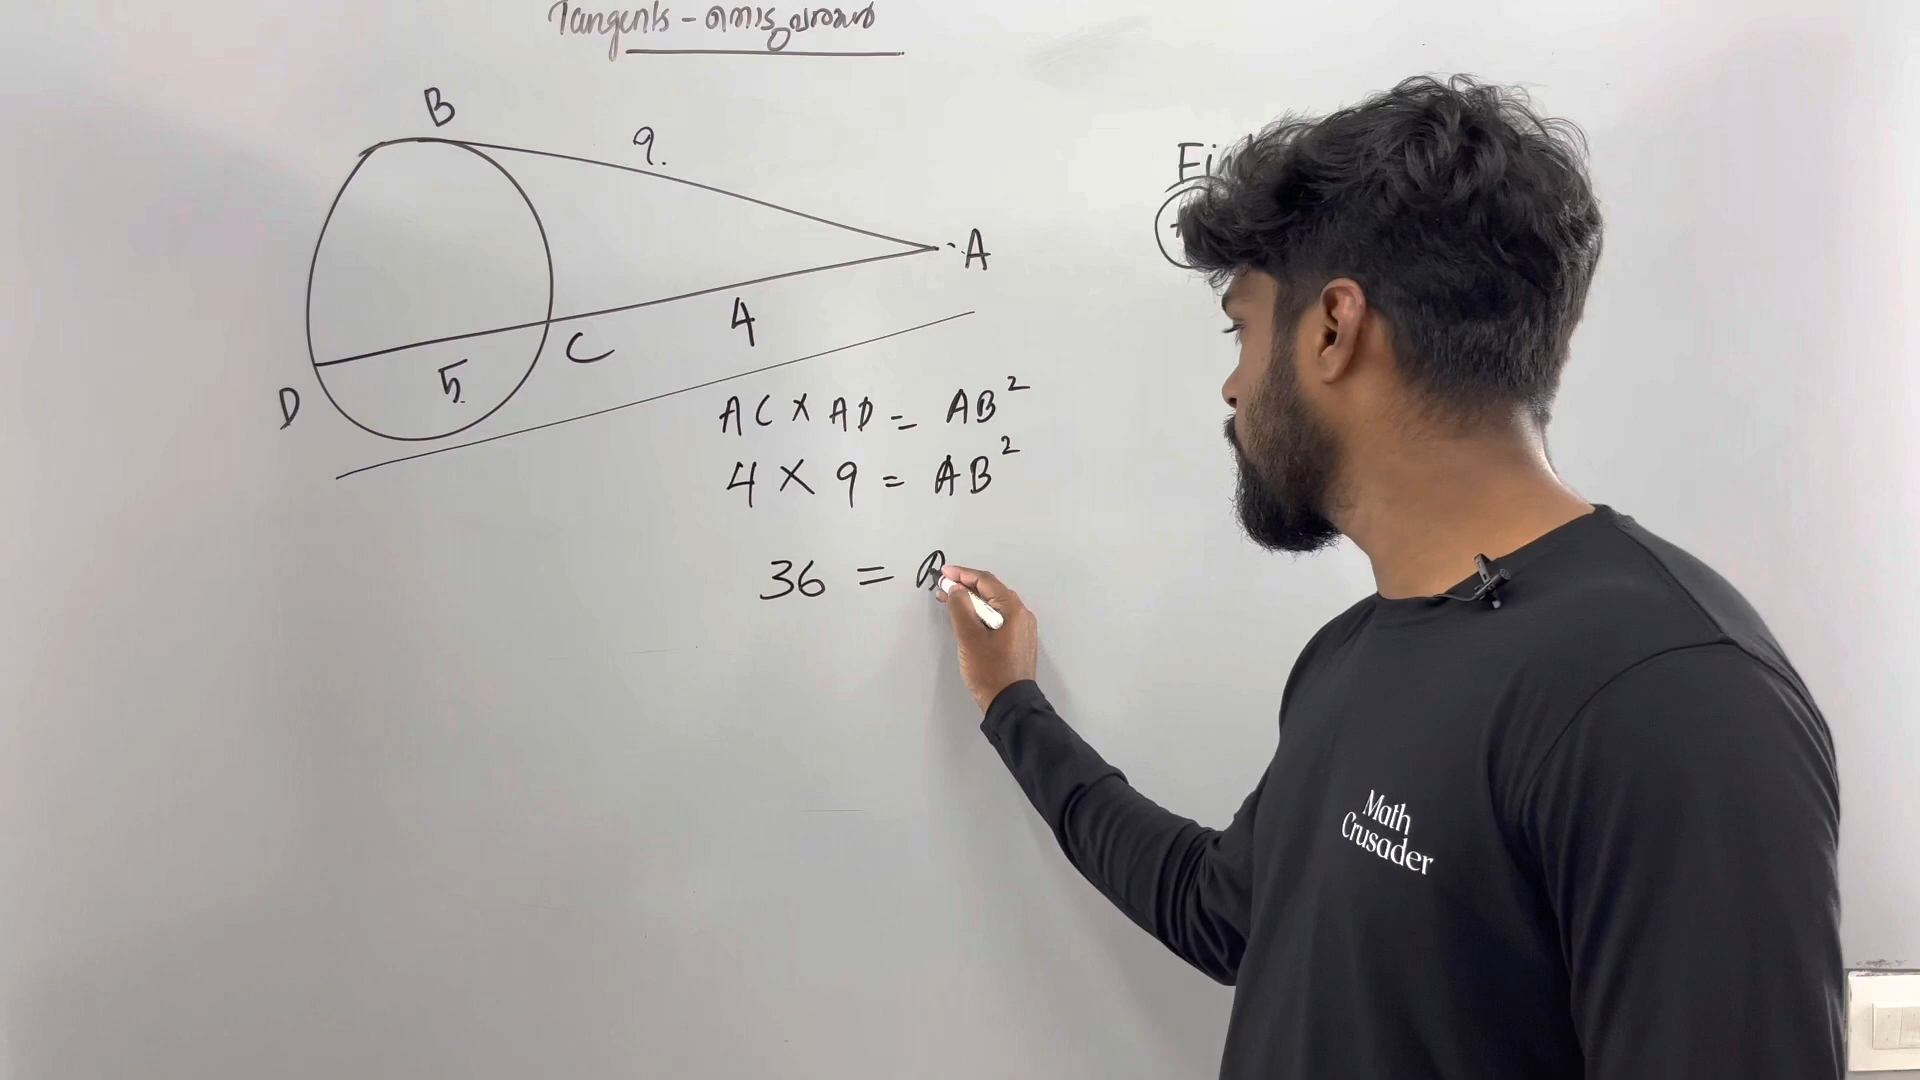 Tangents - തൊടുവരകൾ
B
9.
A
4
C
5
D
AC X AD = AB²
4 X 9 = AB²
36 =
Math
Crusader